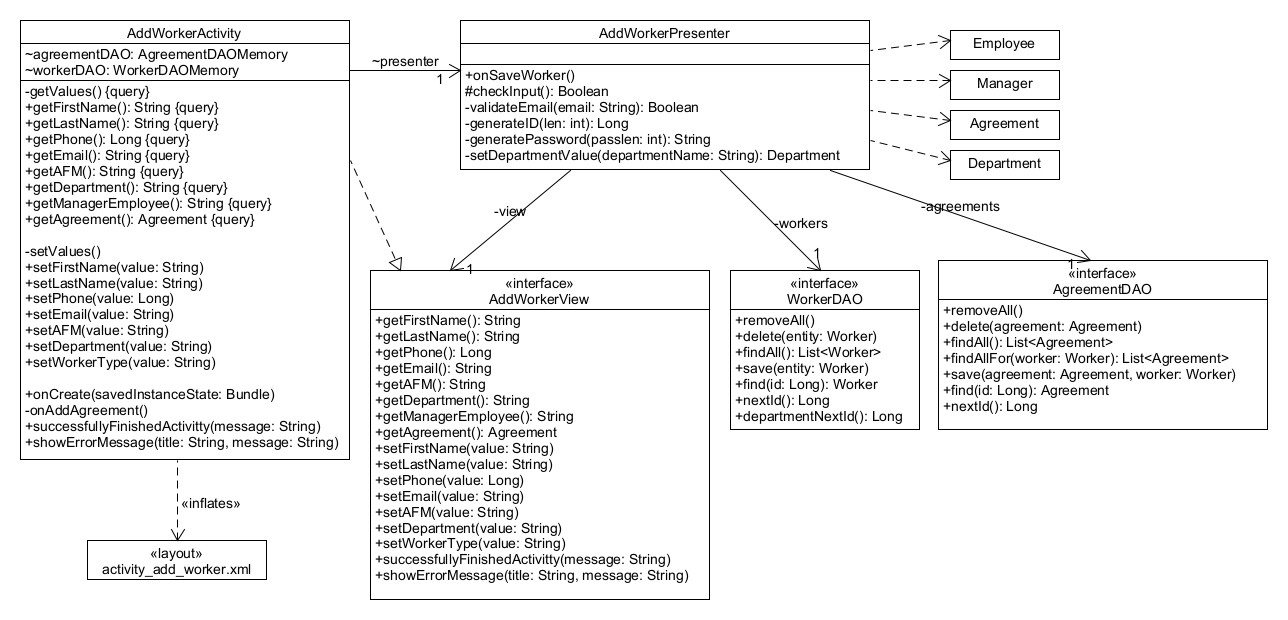 AddWorkerActivity
~agreementDAO: AgreementDAOMemory
~workerDAO: WorkerDAOMemory
-getValues() {query}
+getFirstName(): String {query}
+getLastName(): String {query}
+getPhone(): Long {query}
+getEmail(): String {query}
+getAFM(): String {query}
+getDepartment(): String {query}
+getManagerEmployee(): String {query}
+getAgreement(): Agreement {query}
-setValues()
+setFirstName(value: String)
+setLastName(value: String)
+setPhone(value: Long)
+setEmail(value: String)
+setAFM(value: String)
+setDepartment(value: String)
+setWorkerType(value: String)
+onCreate(savedInstanceState: Bundle)
-onAddAgreement()
+successfullyFinishedActivitty(message: String)
+showErrorMessage(title: String, message: String)
~presenter
1
AddWorkerPresenter
+onSaveWorker()
#checkInput(): Boolean
-validateEmail(email: String): Boolean
-generateID(len: int): Long
-generatePassword(passlen: int): String
-setDepartmentValue(departmentName: String): Department
Employee
Manager
Agreement
Department
-view
1
-workers
1
-agreements
1
«interface»
AddWorkerView
+getFirstName(): String
+getLastName(): String
+getPhone(): Long
+getEmail(): String
+getAFM(): String
+getDepartment(): String
+getManagerEmployee(): String
+getAgreement(): Agreement
+setFirstName(value: String)
+setLastName(value: String)
+setPhone(value: Long)
+setEmail(value: String)
+setAFM(value: String)
+setDepartment(value: String)
+setWorkerType(value: String)
+successfullyFinishedActivitty(message: String)
+showErrorMessage(title: String, message: String)
«interface»
WorkerDAO
+removeAll()
+delete(entity: Worker)
+findAll(): List<Worker>
+save(entity: Worker)
+find(id: Long): Worker
+nextId(): Long
+departmentNextId(): Long
«interface»
AgreementDAO
+removeAll()
+delete(agreement: Agreement)
+findAll(): List<Agreement>
+findAllFor(worker: Worker): List<Agreement>
+save(agreement: Agreement, worker: Worker)
+find(id: Long): Agreement
+nextId(): Long
«inflates»
«layout»
activity_add_worker.xml